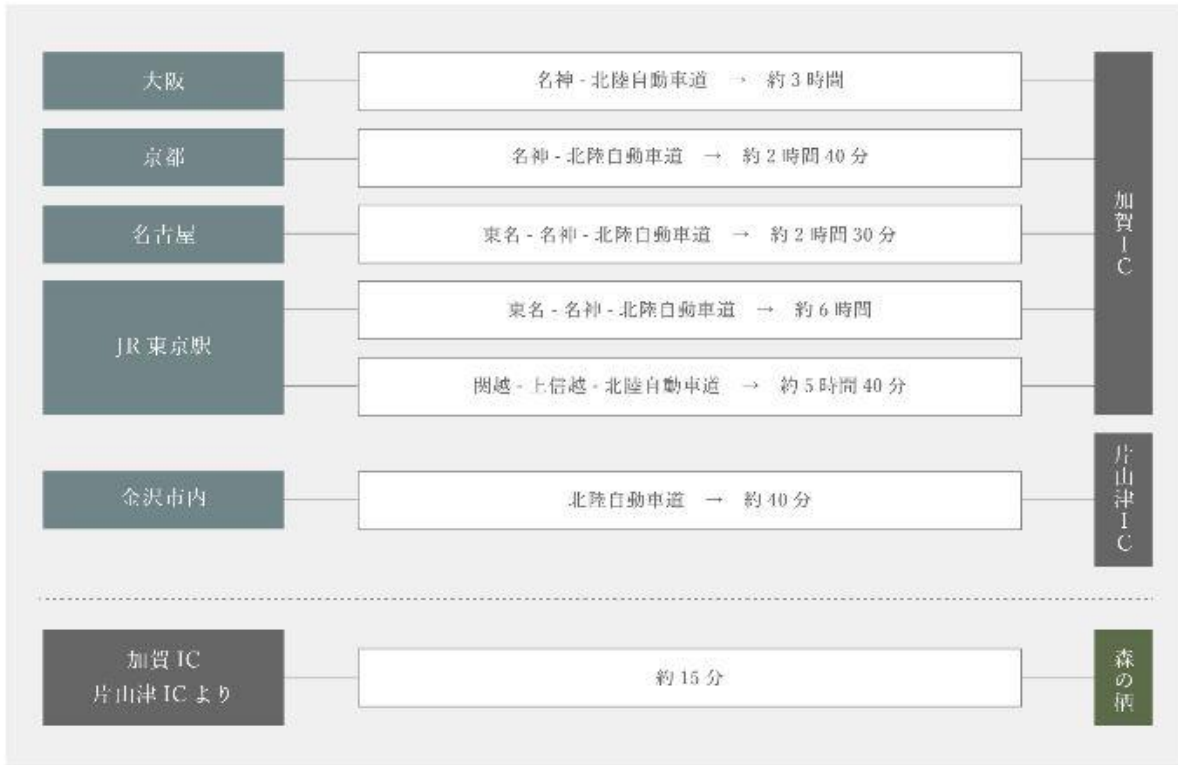 大阪
名神 - 北陸自動車道 → 約 3 時間
京都
名神 - 北陸自動車道 → 約 2 時間 40 分
名古屋
東名 - 名神 - 北陸自動車道 → 約 2 時間 30 分
JR 東京駅
東名 - 名神 - 北陸自動車道 → 約 6 時間
関越 - 上信越 - 北陸自動車道 → 約 5 時間 40 分
加賀IC
金沢市内
北陸自動車道 → 約 40 分
片山津IC
加賀 IC
片山津 IC より
約 15 分
森の栖